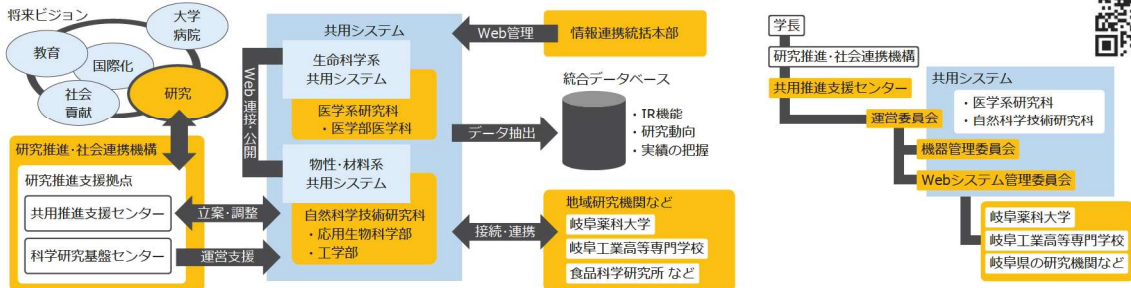 将来ビジョン
大学
病院
教育
国際化
社会
貢献
研究
研究推進・社会連携機構
研究推進支援拠点
共用推進支援センター
科学研究基盤センター
立案・調整
運営支援
Web連接・公開
共用システム
生命科学系
共用システム
医学系研究科
・医学部医学科
物性・材料系
共用システム
自然科学技術研究科
・応用生物科学部
・工学部
Web管理
情報連携統括本部
データ抽出
統合データベース
・IR機能
・研究動向
・実績の把握
接続・連携
地域研究機関など
岐阜薬科大学
岐阜工業高等専門学校
食品科学研究所 など
学長
研究推進・社会連携機構
共用推進支援センター
運営委員会
共用システム
・医学系研究科
・自然科学技術研究科
機器管理委員会
Webシステム管理委員会
岐阜薬科大学
岐阜工業高等専門学校
岐阜県の研究機関など